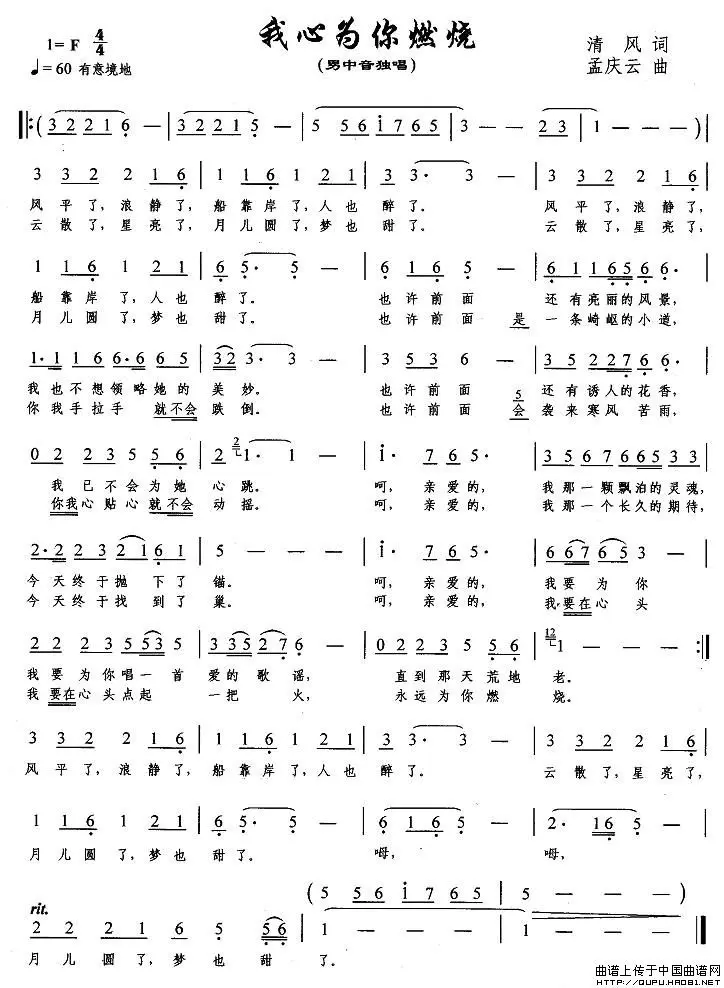 我心为你燃烧
(男中音独唱)
1= F 4/4
♩= 60 有意境地
清 风 词
孟庆云 曲
( 3 2 2 1 6 — | 3 2 2 1 5 — | 5 5 6 1 7 6 5 | 3 — — 2 3 | 1 — — — )
3 3 2 2 1 6 | 1 1 6 1 2 1 | 3 3· 3 — | 3 3 2 2 1 6
风 平 了, 浪 静 了, 船 靠 岸 了, 人 也 醉 了。 风 平 了, 浪 静 了,
云 散 了, 星 亮 了, 月 儿 圆 了, 梦 也 甜 了。 云 散 了, 星 亮 了,
1 1 6 1 2 1 | 6 5· 5 — | 6 1 6 5 — | 6 1 1 6 5 6 6·
船 靠 岸 了, 人 也 醉 了。 也 许 前 面 还 有 亮 丽 的 风 景,
月 儿 圆 了, 梦 也 甜 了。 也 许 前 面 是 一 条 崎 岖 的 小 道,
1· 1 1 6 6· 6 6 5 | 3 2 3· 3 — | 3 5 3 6 — | 3 5 2 2 7 6 6·
我 也 不 想 领 略 她 的 美 妙。 也 许 前 面 还 有 诱 人 的 花 香,
你 我 手 拉 手 就 不 会 跌 倒。 也 许 前 面 会 袭 来 寒 风 苦 雨,
0 2 2 3 5 5 6 | 2 1· 1 — | 1· 7 6 5 — | 3 5 6 7 6 6 5 3 3
我 已 不 会 为 她 心 跳。 呵, 亲 爱 的, 我 那 一 颗 飘 泊 的 灵 魂,
你我 心 贴 心 就 不 会 动 摇。 呵, 亲 爱 的, 我 那 一 个 长 久 的 期 待,
2· 2 2 3 2 1 6 1 | 5 — — — | 1· 7 6 5 — | 6 6 7 6 5 3 —
今 天 终 于 抛 下 了 锚。 呵, 亲 爱 的, 我 要 为 你
今 天 终 于 找 到 了 巢。 呵, 亲 爱 的, 我 要 在 心 头
2 2 2 3 5 5 3 5 | 3 3 5 2 7 6 — | 0 2 2 3 5 5 6 | 1 — — :||
我 要 为 你 唱 一 首 爱 的 歌 谣, 直 到 那 天 荒 地 老。
我 要 在 心 头 点 起 一 把 火, 永 远 为 你 燃 烧。
3 3 2 2 1 6 | 1 1 6 1 2 1 | 3 3· 3 — | 3 3 2 2 1 6
风 平 了, 浪 静 了, 船 靠 岸 了, 人 也 醉 了。 云 散 了, 星 亮 了,
1 1 6 1 2 1 | 6 5· 5 — | 6 1 6 5 — | 2· 1 6 5 —
月 儿 圆 了, 梦 也 甜 了。 呣, 呣,
( 5 5 6 1 7 6 5 | 5 — — — )
rit.
2 2 2 1 6 5 5 6 | 1 — — — | 1 — — — ||
月 儿 圆 了, 梦 也 甜 了。
曲谱上传于中国曲谱网
HTTP://QUPU.HAO81.NET